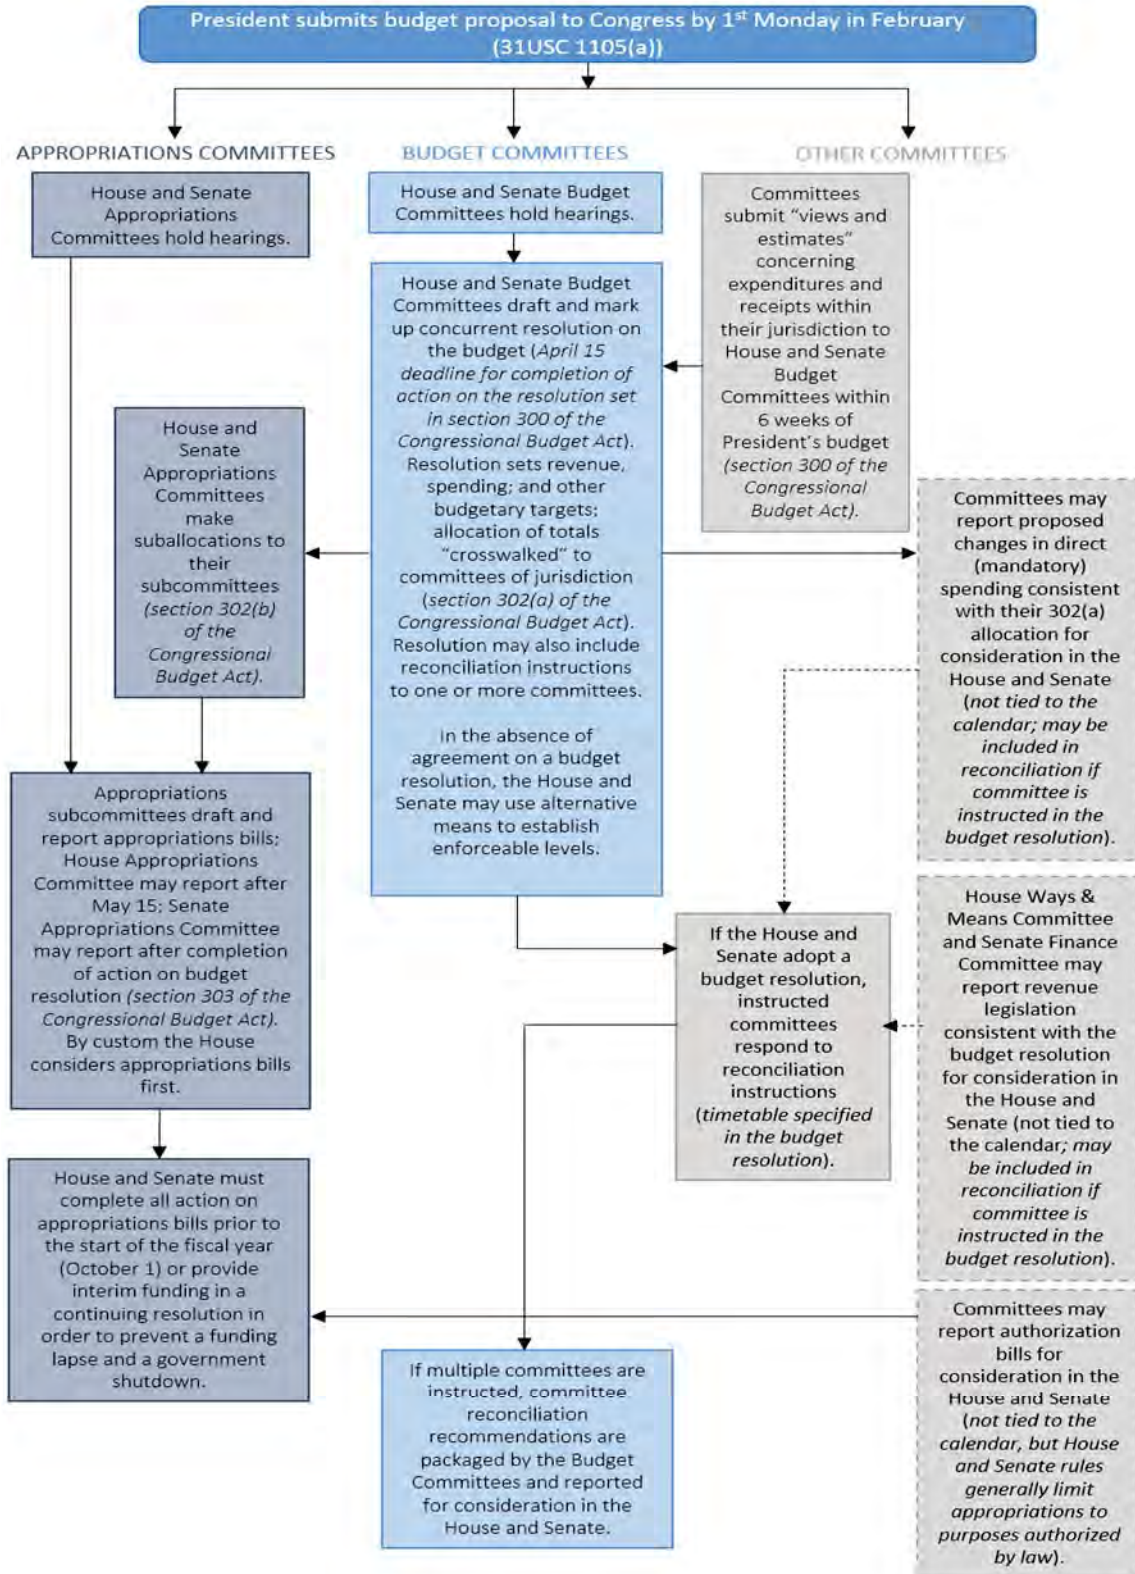 President submits budget proposal to Congress by 1st Monday in February
(31USC 1105(a))
APPROPRIATIONS COMMITTEES
House and Senate
Appropriations
Committees hold hearings.
BUDGET COMMITTEES
House and Senate Budget
Committees hold hearings.
OTHER COMMITTEES
Committees
submit "views and
estimates"
concerning
expenditures and
receipts within
their jurisdiction to
House and Senate
Budget
Committees within
6 weeks of
President's budget
(section 300 of the
Congressional
Budget Act).
House and Senate Budget
Committees draft and mark
up concurrent resolution on
the budget (April 15
deadline for completion of
action on the resolution set
in section 300 of the
Congressional Budget Act).
Resolution sets revenue,
spending; and other
budgetary targets;
allocation of totals
"crosswalked" to
committees of jurisdiction
(section 302(a) of the
Congressional Budget Act).
Resolution may also include
reconciliation instructions
to one or more committees.
In the absence of
agreement on a budget
resolution, the House and
Senate may use alternative
means to establish
enforceable levels.
House and
Senate
Appropriations
Committees
make
suballocations to
their
subcommittees
(section 302(b)
of the
Congressional
Budget Act).
Committees may
report proposed
changes in direct
(mandatory)
spending consistent
with their 302(a)
allocation for
consideration in the
House and Senate
(not tied to the
calendar; may be
included in
reconciliation if
committee is
instructed in the
budget resolution).
Appropriations
subcommittees draft and
report appropriations bills;
House Appropriations
Committee may report after
May 15; Senate
Appropriations Committee
may report after completion
of action on budget
resolution (section 303 of the
Congressional Budget Act).
By custom the House
considers appropriations bills
first.
If the House and
Senate adopt a
budget resolution,
instructed
committees
respond to
reconciliation
instructions
(timetable specified
in the budget
resolution).
House Ways &
Means Committee
and Senate Finance
Committee may
report revenue
legislation
consistent with the
budget resolution
for consideration in
the House and
Senate (not tied to
the calendar; may
be included in
reconciliation if
committee is
instructed in the
budget resolution).
House and Senate must
complete all action on
appropriations bills prior to
the start of the fiscal year
(October 1) or provide
interim funding in a
continuing resolution in
order to prevent a funding
lapse and a government
shutdown.
If multiple committees are
instructed, committee
reconciliation
recommendations are
packaged by the Budget
Committees and reported
for consideration in the
House and Senate.
Committees may
report authorization
bills for
consideration in the
House and Senate
(not tied to the
calendar, but House
and Senate rules
generally limit
appropriations to
purposes authorized
by law).